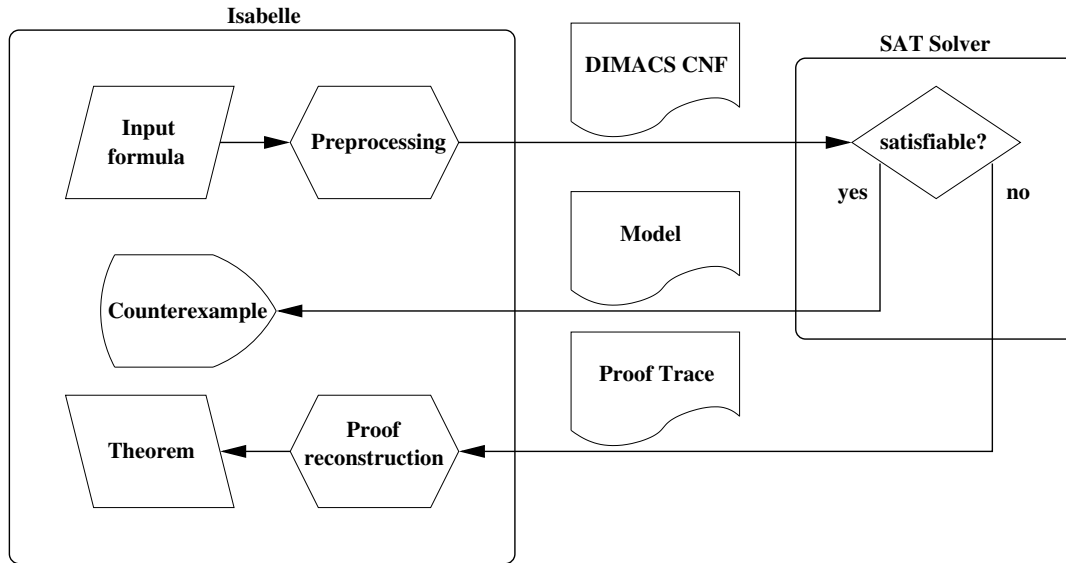 Isabelle
SAT Solver
DIMACS CNF
Input
formula
Preprocessing
satisfiable?
yes
no
Model
Counterexample
Proof Trace
Theorem
Proof
reconstruction